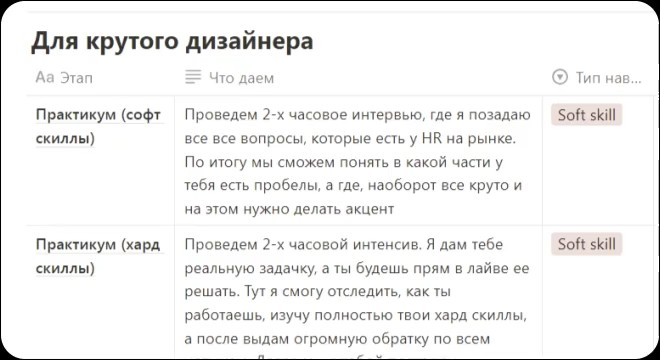 Для крутого дизайнера
Aa Этап
Что даем
Тип нав...
Практикум (софт
скиллы)
Проведем 2-х часовое интервью, где я позадаю
все все вопросы, которые есть у HR на рынке.
По итогу мы сможем понять в какой части у
тебя есть пробелы, а где, наоборот все круто и
на этом нужно делать акцент
Soft skill
Практикум (хард
скиллы)
Проведем 2-х часовой интенсив. Я дам тебе
реальную задачку, а ты будешь прям в лайве ее
решать. Тут я смогу отследить, как ты
работаешь, изучу полностью твои хард скиллы,
а после выдам огромную обратку по всем
Soft skill